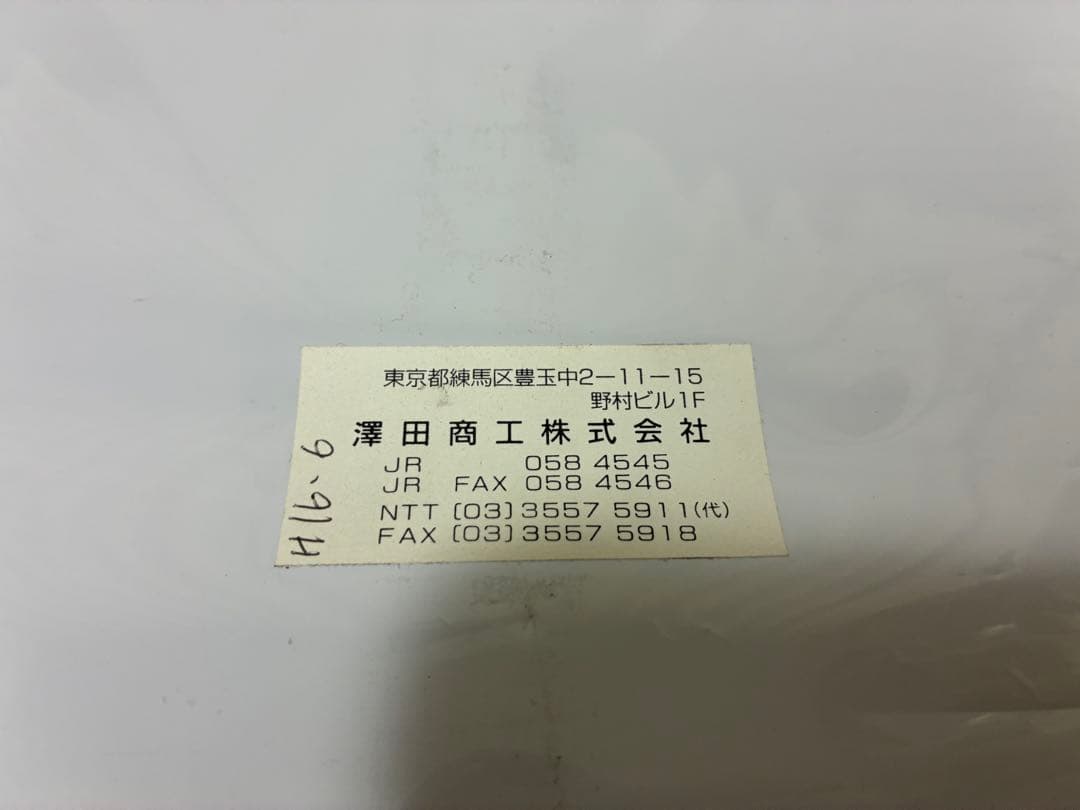 東京都練馬区豊玉中2−11−15
野村ビル1F
澤田商工株式会社
JR 058 4545
JR FAX 058 4546
NTT〔03〕3557 5911(代)
FAX〔03〕3557 5918
H16.9